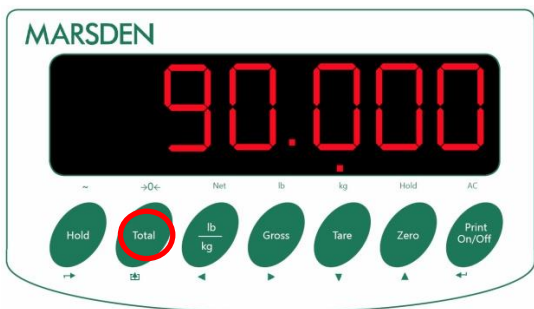 MARSDEN
90.000
~ →0← Net lb kg Hold AC
Hold Total lb/kg Gross Tare Zero Print On/Off